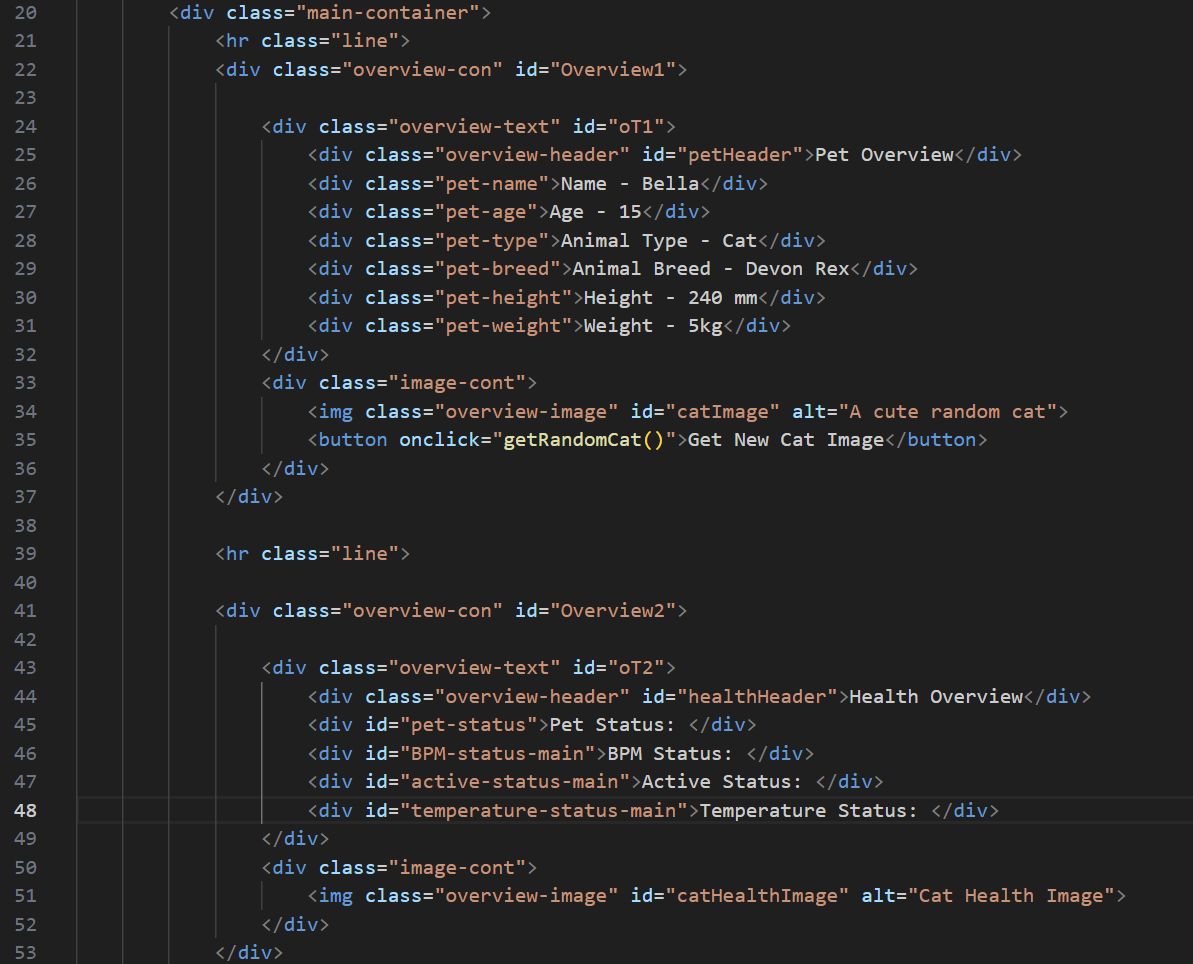 20 <div class="main-container">
21 <hr class="line">
22 <div class="overview-con" id="Overview1">
23
24 <div class="overview-text" id="oT1">
25 <div class="overview-header" id="petHeader">Pet Overview</div>
26 <div class="pet-name">Name - Bella</div>
27 <div class="pet-age">Age - 15</div>
28 <div class="pet-type">Animal Type - Cat</div>
29 <div class="pet-breed">Animal Breed - Devon Rex</div>
30 <div class="pet-height">Height - 240 mm</div>
31 <div class="pet-weight">Weight - 5kg</div>
32 </div>
33 <div class="image-cont">
34 <img class="overview-image" id="catImage" alt="A cute random cat">
35 <button onclick="getRandomCat()">Get New Cat Image</button>
36 </div>
37 </div>
38
39 <hr class="line">
40
41 <div class="overview-con" id="Overview2">
42
43 <div class="overview-text" id="oT2">
44 <div class="overview-header" id="healthHeader">Health Overview</div>
45 <div id="pet-status">Pet Status: </div>
46 <div id="BPM-status-main">BPM Status: </div>
47 <div id="active-status-main">Active Status: </div>
48 <div id="temperature-status-main">Temperature Status: </div>
49 </div>
50 <div class="image-cont">
51 <img class="overview-image" id="catHealthImage" alt="Cat Health Image">
52 </div>
53 </div>